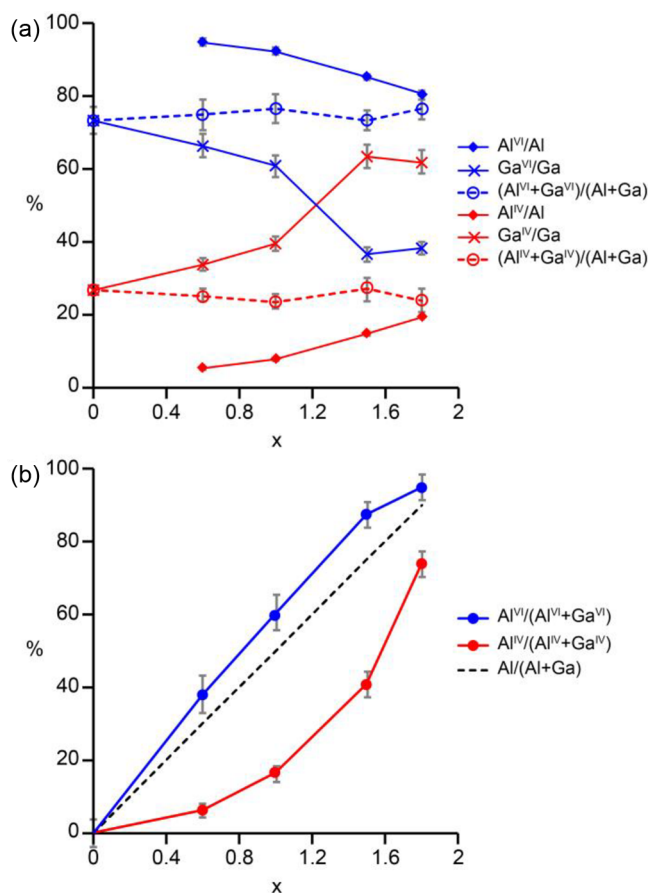 (a)
100
80
60
%
40
20
0
0 0.4 0.8 1.2 1.6 2
x
Al^VI/Al
Ga^VI/Ga
(Al^VI+Ga^VI)/(Al+Ga)
Al^IV/Al
Ga^IV/Ga
(Al^IV+Ga^IV)/(Al+Ga)
(b)
100
80
60
%
40
20
0
0 0.4 0.8 1.2 1.6 2
x
Al^VI/(Al^VI+Ga^VI)
Al^IV/(Al^IV+Ga^IV)
Al/(Al+Ga)